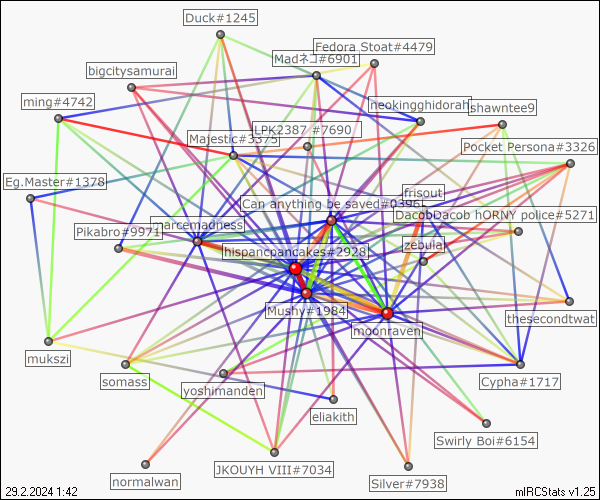 Duck#1245
Fedora Stoat#4479
Madネコ#6901
bigcitysamurai
ming#4742
neokingghidorah
shawntee9
LPK2387 #7690
Majestic#3375
Pocket Persona#3326
Eg.Master#1378
frisout
Can anything be saved#0396
DacobDacob hORNY police#5271
marcemadness
Pikabro#9971
zebula
hispancpancakes#2928
Mushy#1984
thesecondtwat
moonraven
mukszi
somass
Cypha#1717
yoshimanden
eliakith
Swirly Boi#6154
JKOUYH VIII#7034
normalwan
Silver#7938
29.2.2024 1:42
mIRCStats v1.25